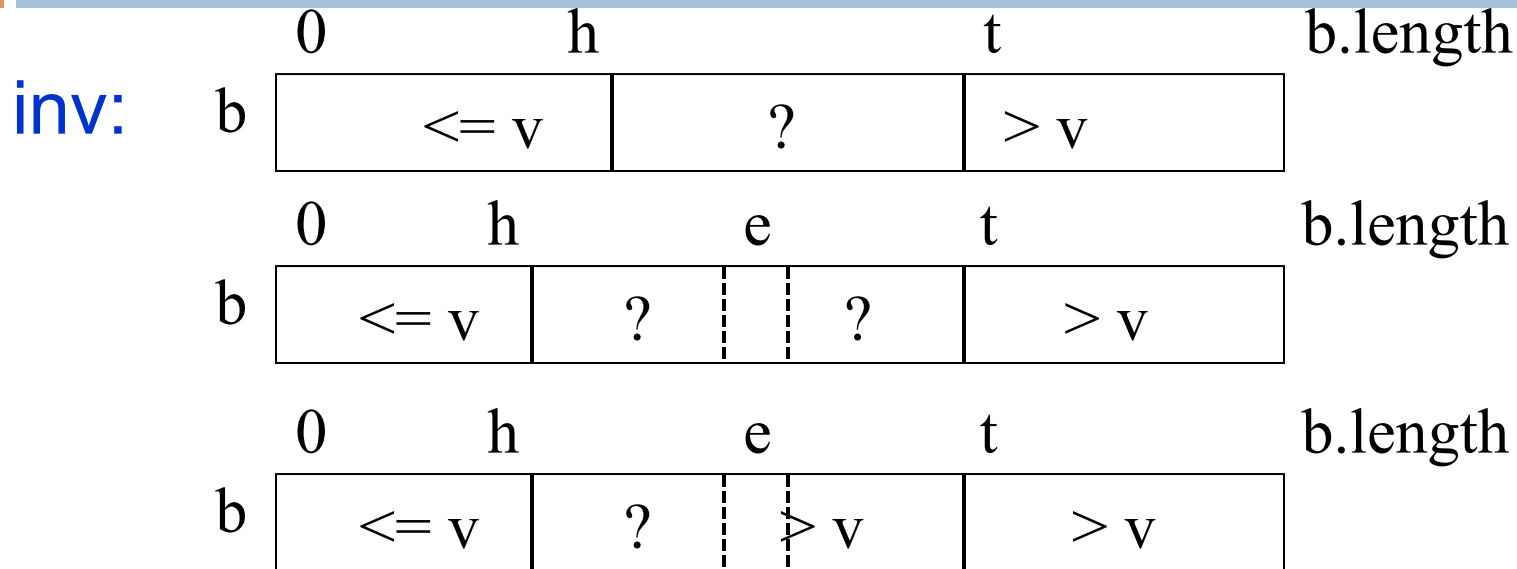 0 h t b.length
inv: b <= v ? > v
0 h e t b.length
b <= v ? ? > v
0 h e t b.length
b <= v ? > v > v